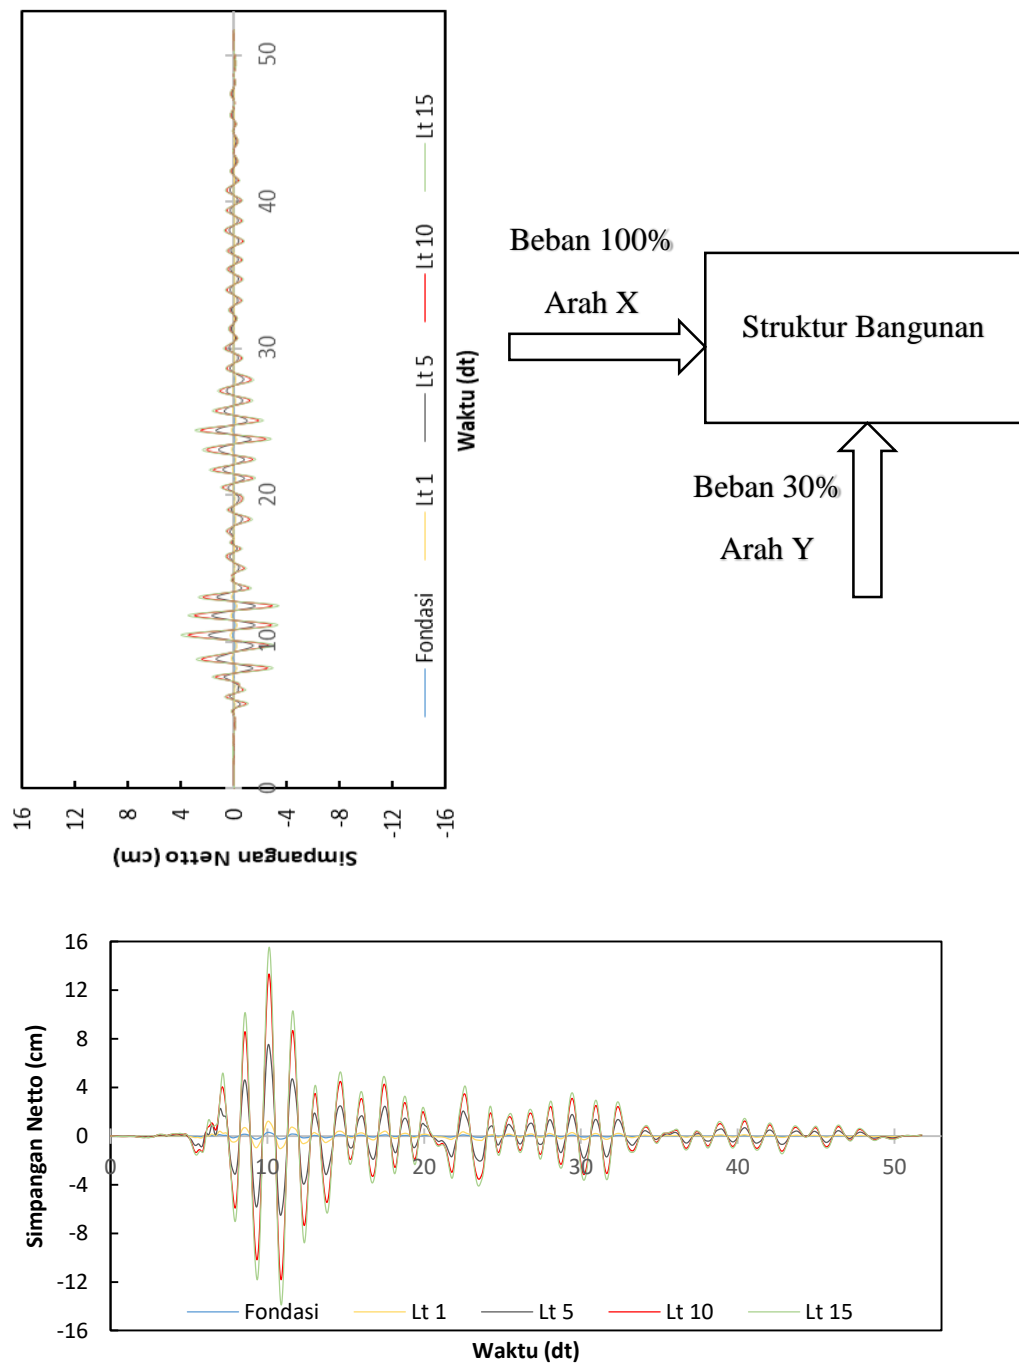 16
12
8
4
0
-4
-8
-12
-16
Simpangan Netto (cm)
0
10
20
30
40
50
Waktu (dt)
Fondasi
Lt 1
Lt 5
Lt 10
Lt 15
Beban 100%
Arah X
Struktur Bangunan
Beban 30%
Arah Y
16
12
8
4
0
-4
-8
-12
-16
Simpangan Netto (cm)
0 10 20 30 40 50
Fondasi Lt 1 Lt 5 Lt 10 Lt 15
Waktu (dt)